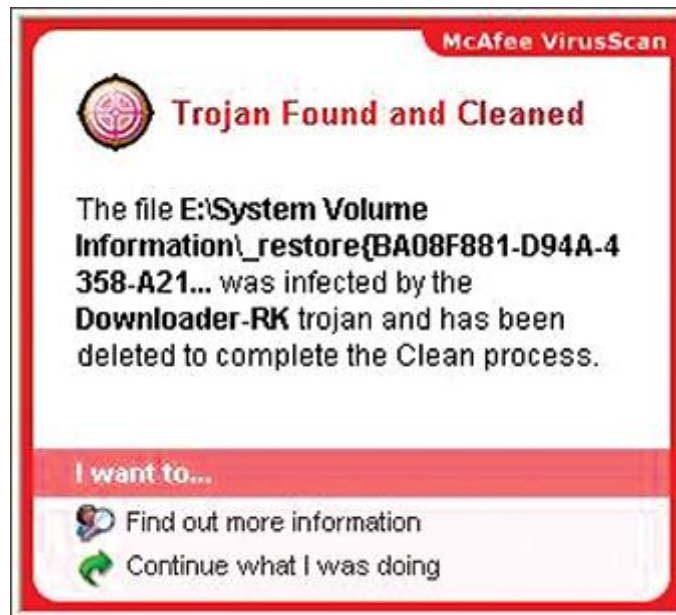 McAfee VirusScan
Trojan Found and Cleaned
The file E:\System Volume
Information\_restore{BA08F881-D94A-4
358-A21... was infected by the
Downloader-RK trojan and has been
deleted to complete the Clean process.
I want to...
Find out more information
Continue what I was doing